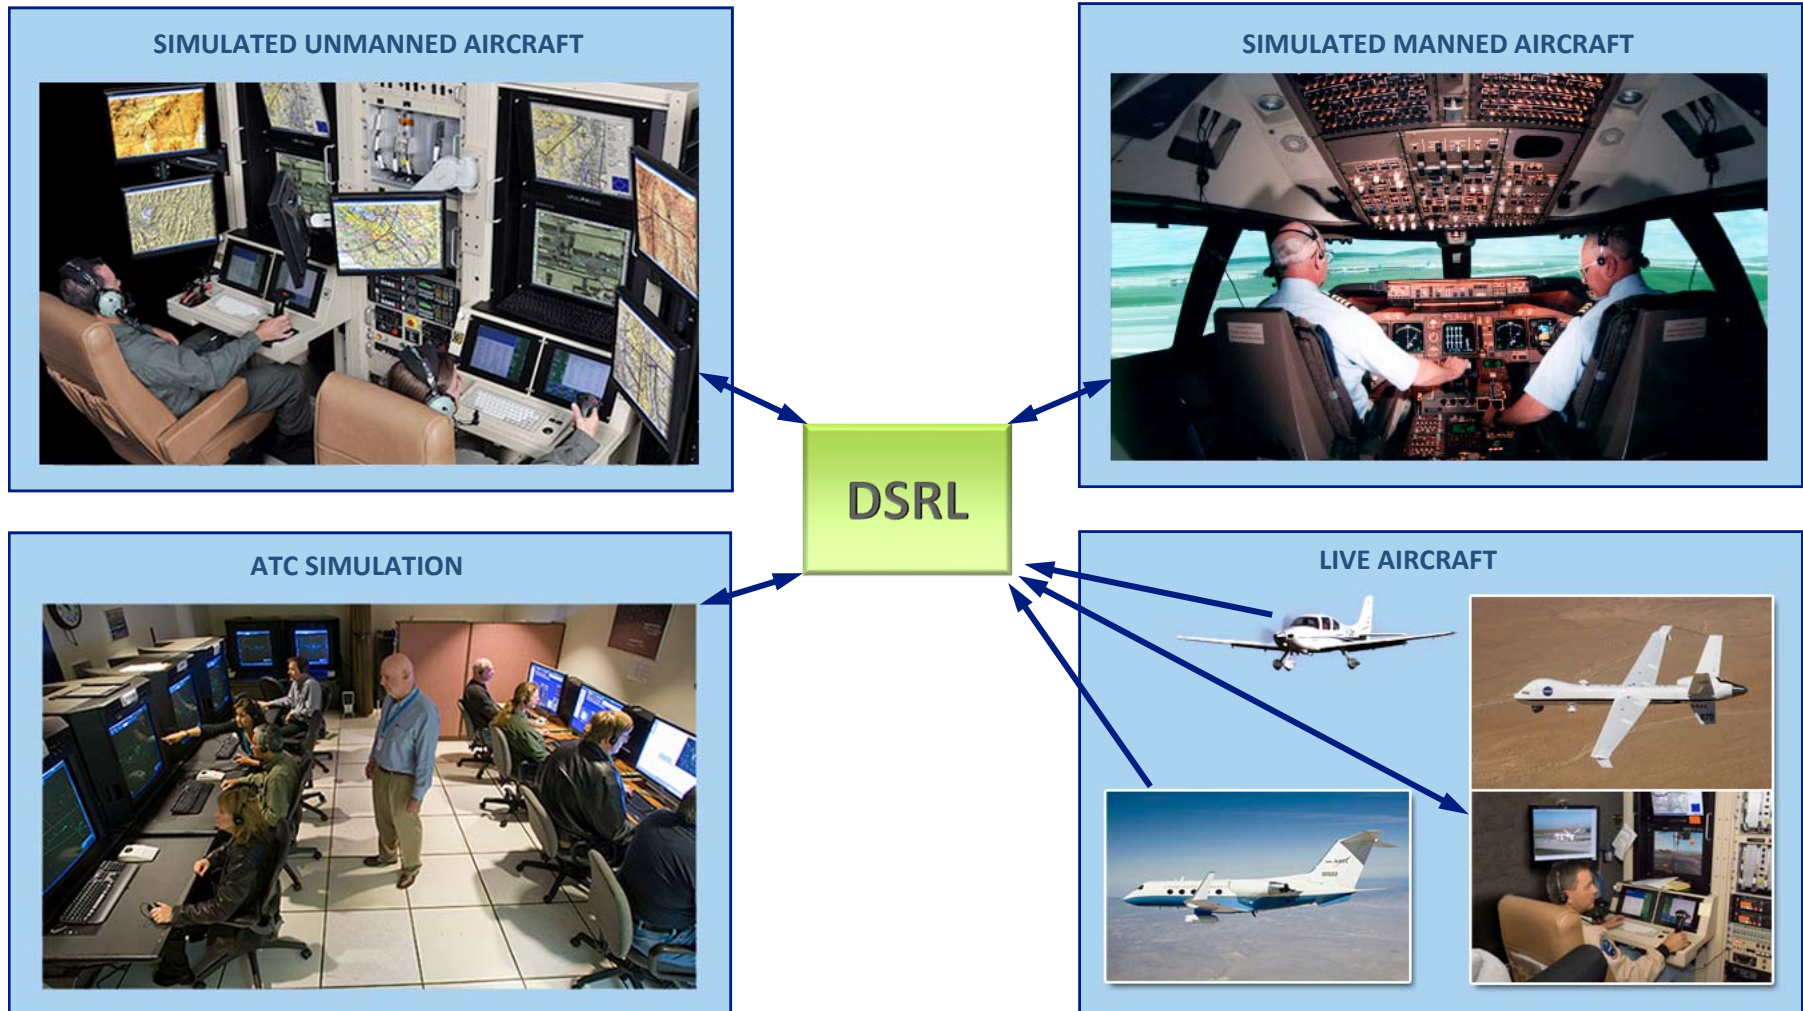 SIMULATED UNMANNED AIRCRAFT
SIMULATED MANNED AIRCRAFT
DSRL
ATC SIMULATION
LIVE AIRCRAFT